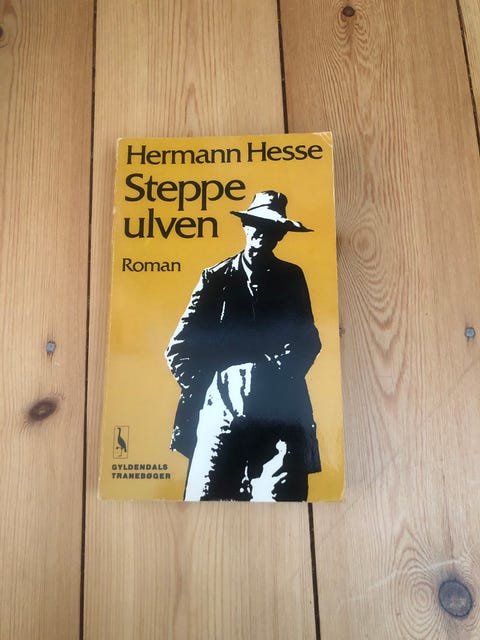 Hermann Hesse
Steppe
ulven
Roman
GYLDENDALS
TRANEBØGER